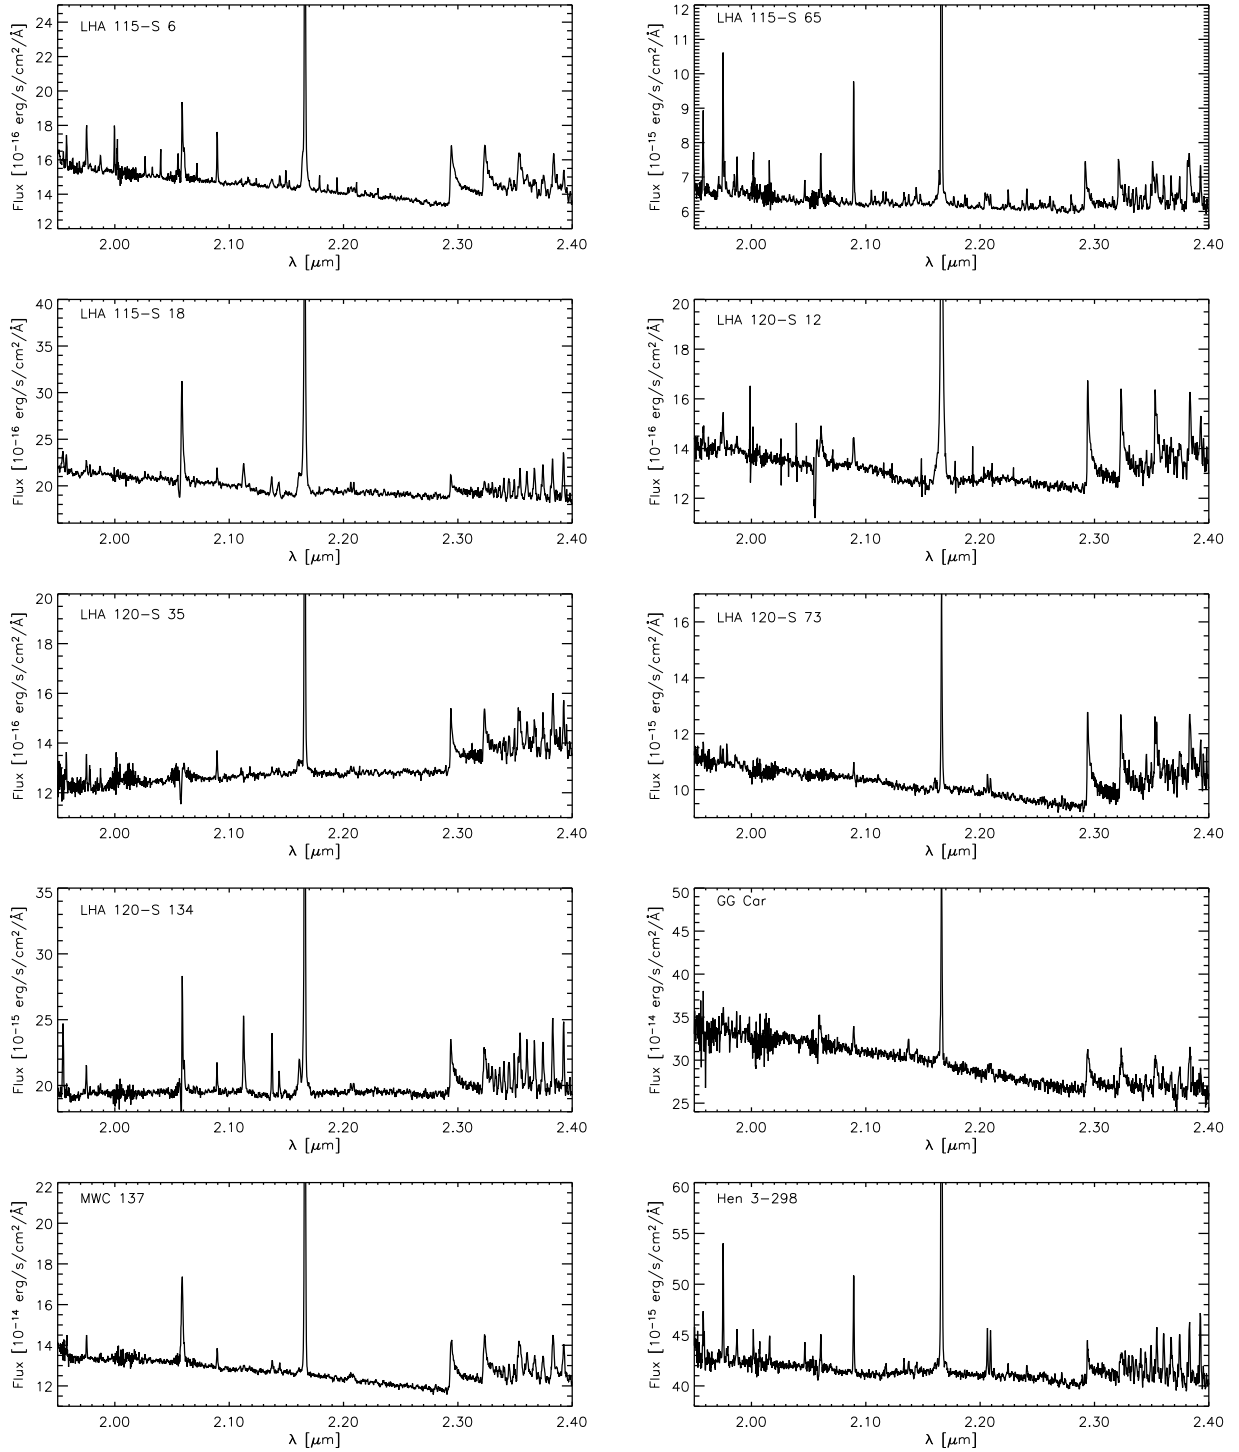 LHA 115−S 6
Flux [10⁻¹⁶ erg/s/cm²/Å]
24
22
20
18
16
14
12
2.00 2.10 2.20 2.30 2.40
λ [μm]
LHA 115−S 65
Flux [10⁻¹⁵ erg/s/cm²/Å]
12
11
10
9
8
7
6
2.00 2.10 2.20 2.30 2.40
λ [μm]
LHA 115−S 18
Flux [10⁻¹⁶ erg/s/cm²/Å]
40
35
30
25
20
2.00 2.10 2.20 2.30 2.40
λ [μm]
LHA 120−S 12
Flux [10⁻¹⁶ erg/s/cm²/Å]
20
18
16
14
12
2.00 2.10 2.20 2.30 2.40
λ [μm]
LHA 120−S 35
Flux [10⁻¹⁶ erg/s/cm²/Å]
20
18
16
14
12
2.00 2.10 2.20 2.30 2.40
λ [μm]
LHA 120−S 73
Flux [10⁻¹⁵ erg/s/cm²/Å]
16
14
12
10
2.00 2.10 2.20 2.30 2.40
λ [μm]
LHA 120−S 134
Flux [10⁻¹⁵ erg/s/cm²/Å]
35
30
25
20
2.00 2.10 2.20 2.30 2.40
λ [μm]
GG Car
Flux [10⁻¹⁴ erg/s/cm²/Å]
50
45
40
35
30
25
2.00 2.10 2.20 2.30 2.40
λ [μm]
MWC 137
Flux [10⁻¹⁴ erg/s/cm²/Å]
22
20
18
16
14
12
2.00 2.10 2.20 2.30 2.40
λ [μm]
Hen 3−298
Flux [10⁻¹⁵ erg/s/cm²/Å]
60
55
50
45
40
2.00 2.10 2.20 2.30 2.40
λ [μm]